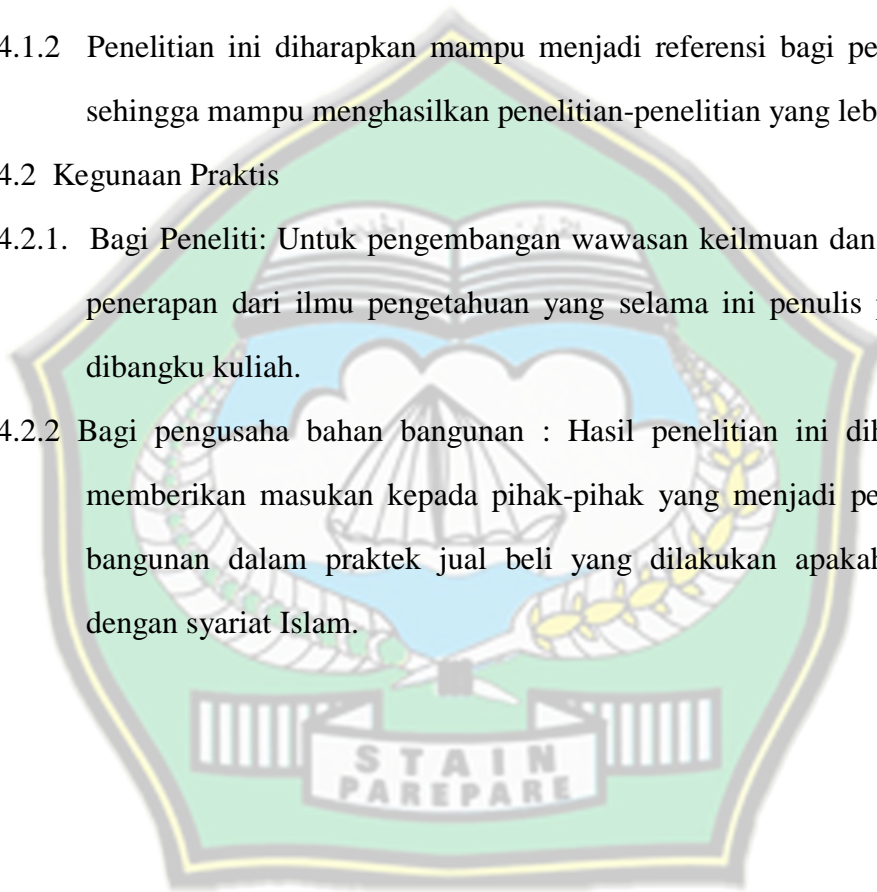 4.1.2 Penelitian ini diharapkan mampu menjadi referensi bagi pe
sehingga mampu menghasilkan penelitian-penelitian yang leb
4.2 Kegunaan Praktis
4.2.1. Bagi Peneliti: Untuk pengembangan wawasan keilmuan dan
penerapan dari ilmu pengetahuan yang selama ini penulis
dibangku kuliah.
4.2.2 Bagi pengusaha bahan bangunan : Hasil penelitian ini dih
memberikan masukan kepada pihak-pihak yang menjadi pe
bangunan dalam praktek jual beli yang dilakukan apakah
dengan syariat Islam.
STAIN
PAREPARE